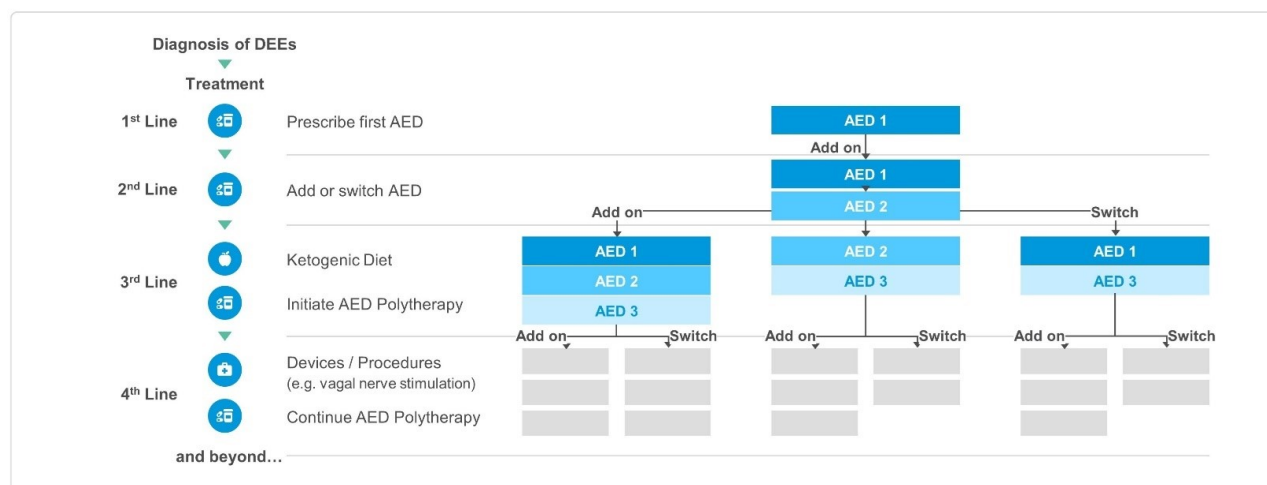 Diagnosis of DEEs
Treatment
1st Line
Prescribe first AED
AED 1
Add on
2nd Line
Add or switch AED
AED 1
AED 2
Add on
Switch
3rd Line
Ketogenic Diet
Initiate AED Polytherapy
AED 1
AED 2
AED 3
AED 2
AED 3
AED 1
AED 3
Add on
Switch
Add on
Switch
Add on
Switch
4th Line
Devices / Procedures
(e.g. vagal nerve stimulation)
Continue AED Polytherapy
and beyond...